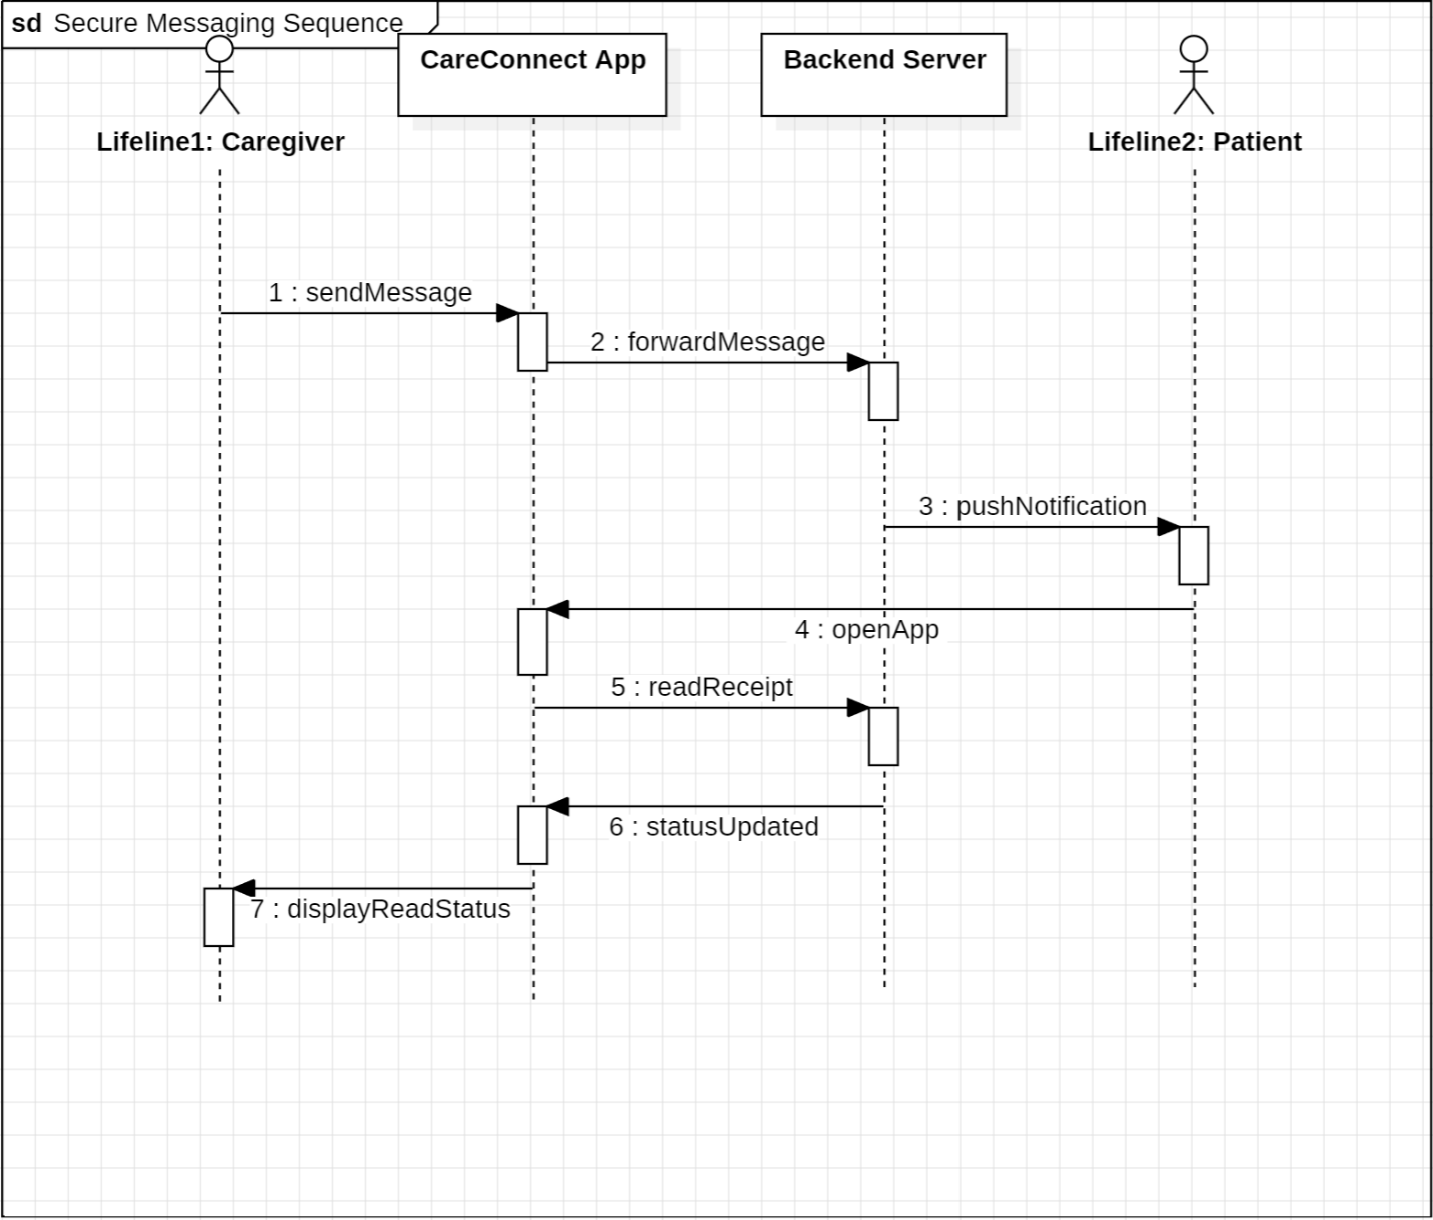 sd Secure Messaging Sequence
CareConnect App
Backend Server
Lifeline1: Caregiver
Lifeline2: Patient
1 : sendMessage
2 : forwardMessage
3 : pushNotification
4 : openApp
5 : readReceipt
6 : statusUpdated
7 : displayReadStatus